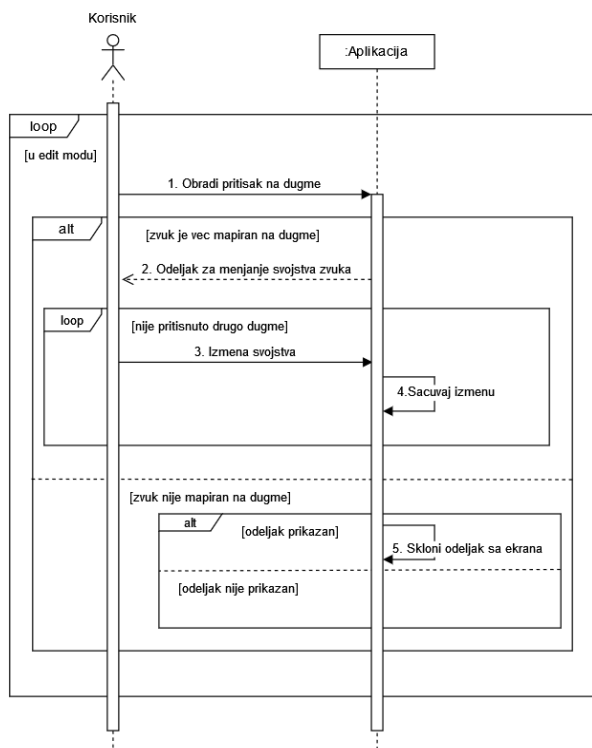 Korisnik
:Aplikacija
loop
[u edit modu]
1. Obradi pritisak na dugme
alt
[zvuk je vec mapiran na dugme]
2. Odeljak za menjanje svojstva zvuka
loop
[nije pritisnuto drugo dugme]
3. Izmena svojstva
4.Sacuvaj izmenu
[zvuk nije mapiran na dugme]
alt
[odeljak prikazan]
5. Skloni odeljak sa ekrana
[odeljak nije prikazan]